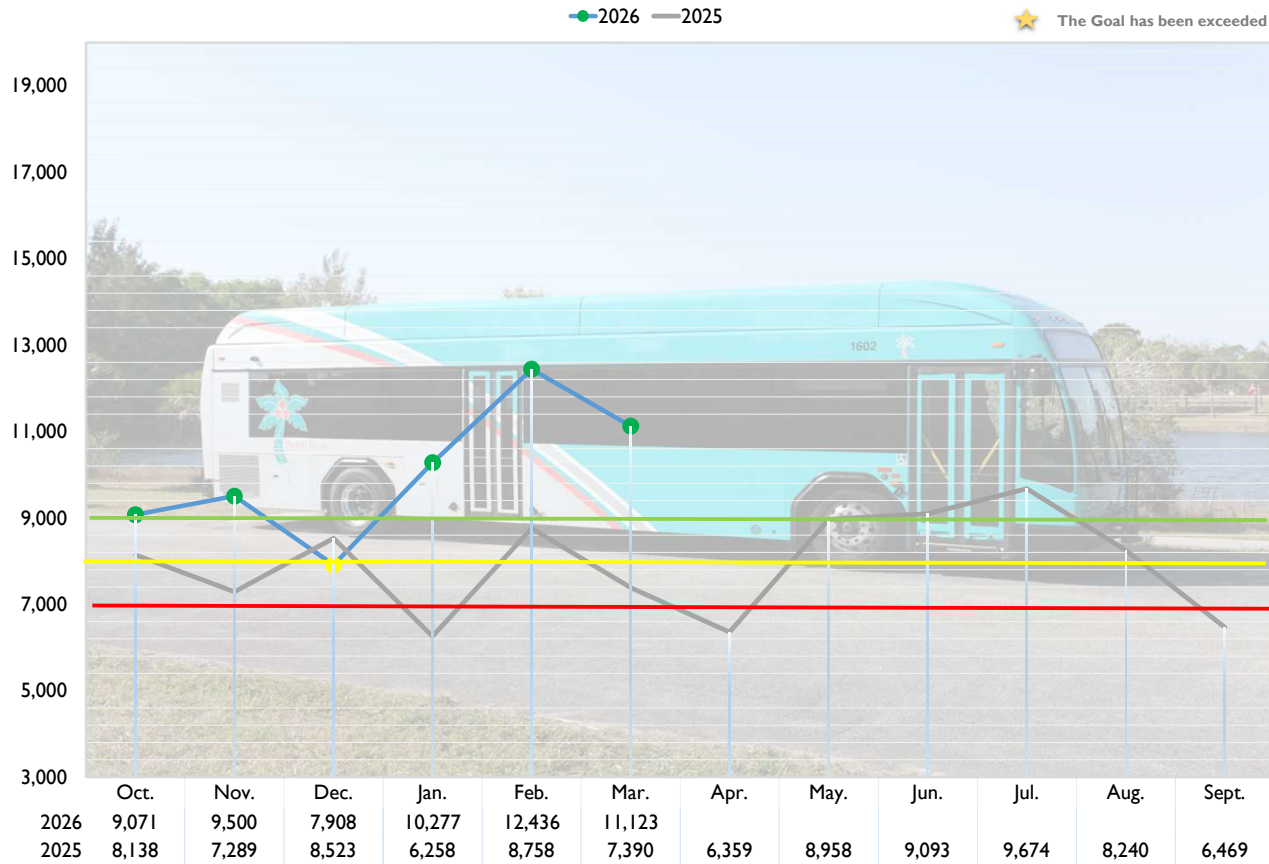 2026 2025
The Goal has been exceeded
19,000
17,000
15,000
13,000
11,000
9,000
7,000
5,000
3,000
1602
Oct. Nov. Dec. Jan. Feb. Mar. Apr. May. Jun. Jul. Aug. Sept.
2026 9,071 9,500 7,908 10,277 12,436 11,123
2025 8,138 7,289 8,523 6,258 8,758 7,390 6,359 8,958 9,093 9,674 8,240 6,469